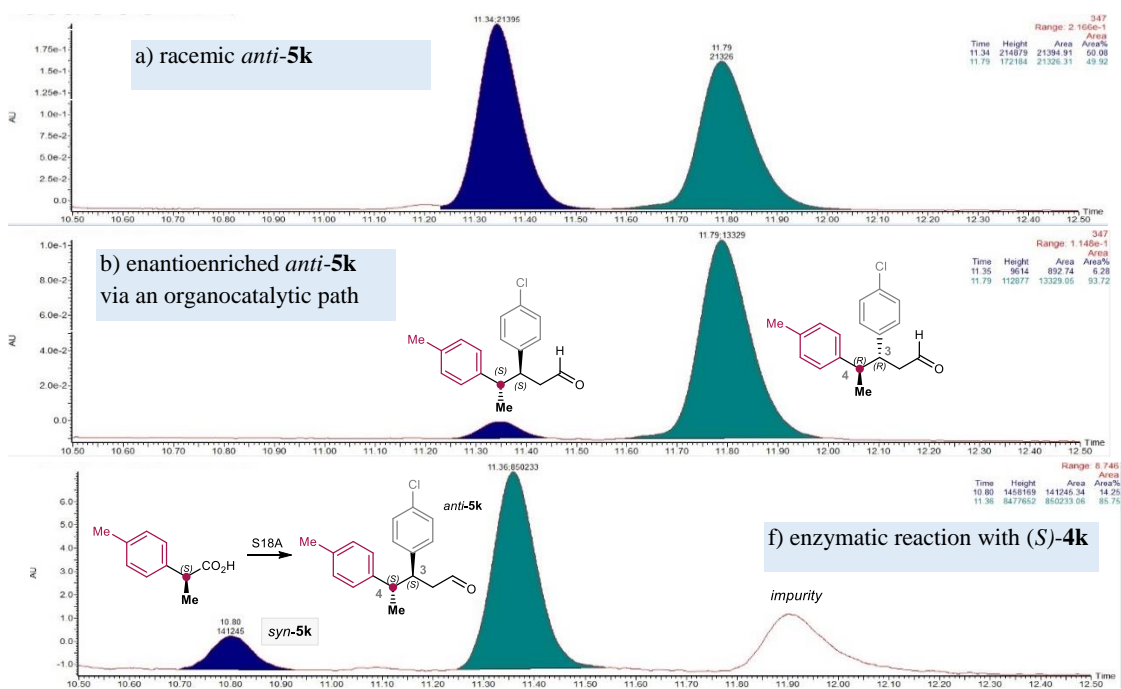 11.34;21395
347
Range: 2.166e-1
Area
Time Height Area Area%
11.34 214879 21394.91 50.08
11.79 172184 21326.31 49.92
a) racemic anti-5k
11.79
21326
AU
1.75e-1
1.5e-1
1.25e-1
1.0e-1
7.5e-2
5.0e-2
2.5e-2
0.0
10.50 10.60 10.70 10.80 10.90 11.00 11.10 11.20 11.30 11.40 11.50 11.60 11.70 11.80 11.90 12.00 12.10 12.20 12.30 12.40 12.50
Time
11.79;13329
347
Range: 1.148e-1
Area
Time Height Area Area%
11.35 9614 892.74 6.28
11.79 112877 13329.05 93.72
b) enantioenriched anti-5k
via an organocatalytic path
AU
1.0e-1
8.0e-2
6.0e-2
4.0e-2
2.0e-2
0.0
Cl
Me
H
(S)
(S)
O
Me
Cl
Me
3
H
(R)
(R)
4
O
Me
10.50 10.60 10.70 10.80 10.90 11.00 11.10 11.20 11.30 11.40 11.50 11.60 11.70 11.80 11.90 12.00 12.10 12.20 12.30 12.40 12.50
Time
11.36;850233
Range: 8.746
Area
Time Height Area Area%
10.80 1458169 141245.34 14.25
11.36 8477652 850233.06 85.75
f) enzymatic reaction with (S)-4k
AU
6.0
5.0
4.0
3.0
2.0
1.0
0.0
-1.0
Me
(S)
CO2H
Me
S18A
Cl
anti-5k
Me
3
(S)
(S)
4
O
Me
10.80
141245
syn-5k
impurity
10.50 10.60 10.70 10.80 10.90 11.00 11.10 11.20 11.30 11.40 11.50 11.60 11.70 11.80 11.90 12.00 12.10 12.20 12.30 12.40 12.50
Time